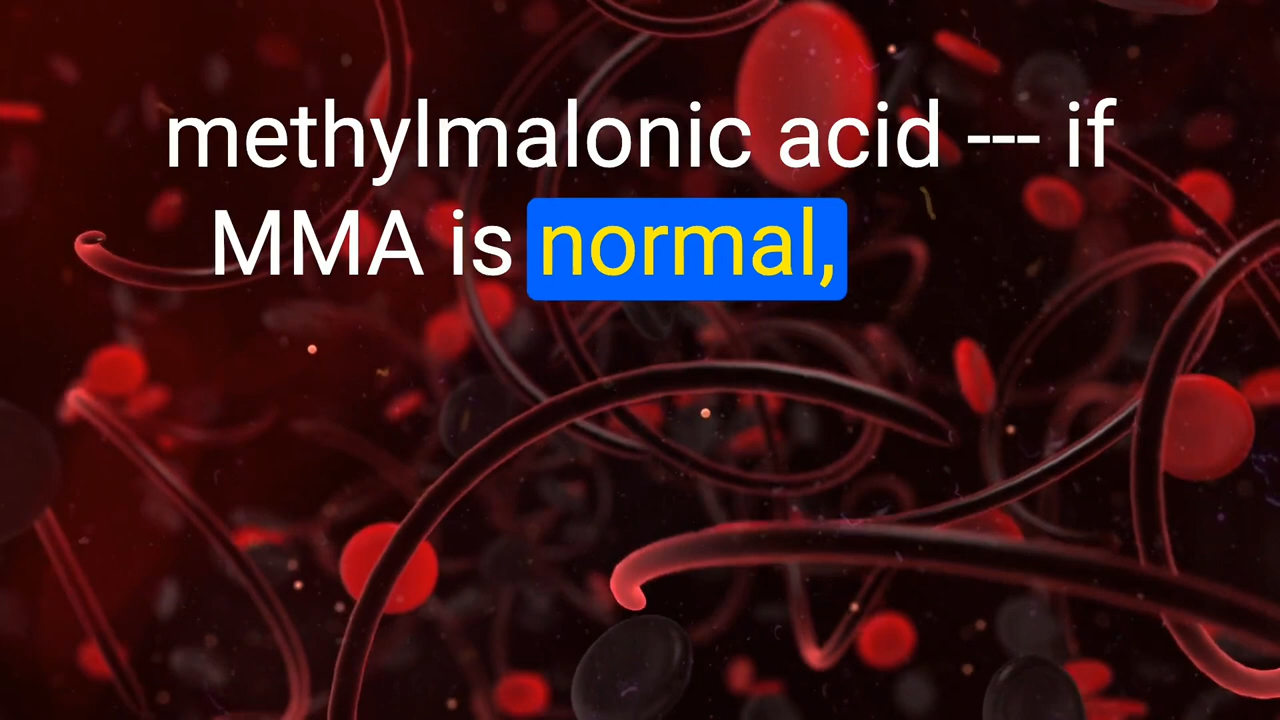 methylmalonic acid --- if
MMA is normal,